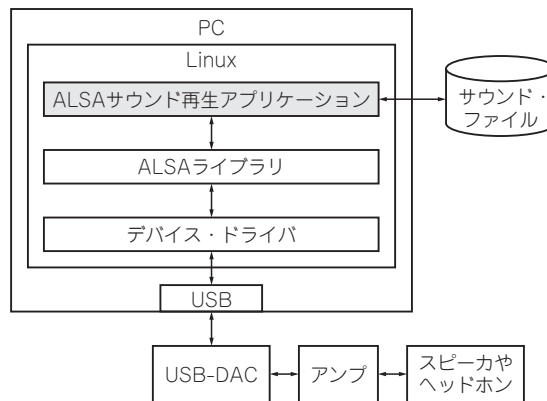 PC
Linux
ALSAサウンド再生アプリケーション
サウンド・
ファイル
ALSAライブラリ
デバイス・ドライバ
USB
USB-DAC
アンプ
スピーカや
ヘッドホン